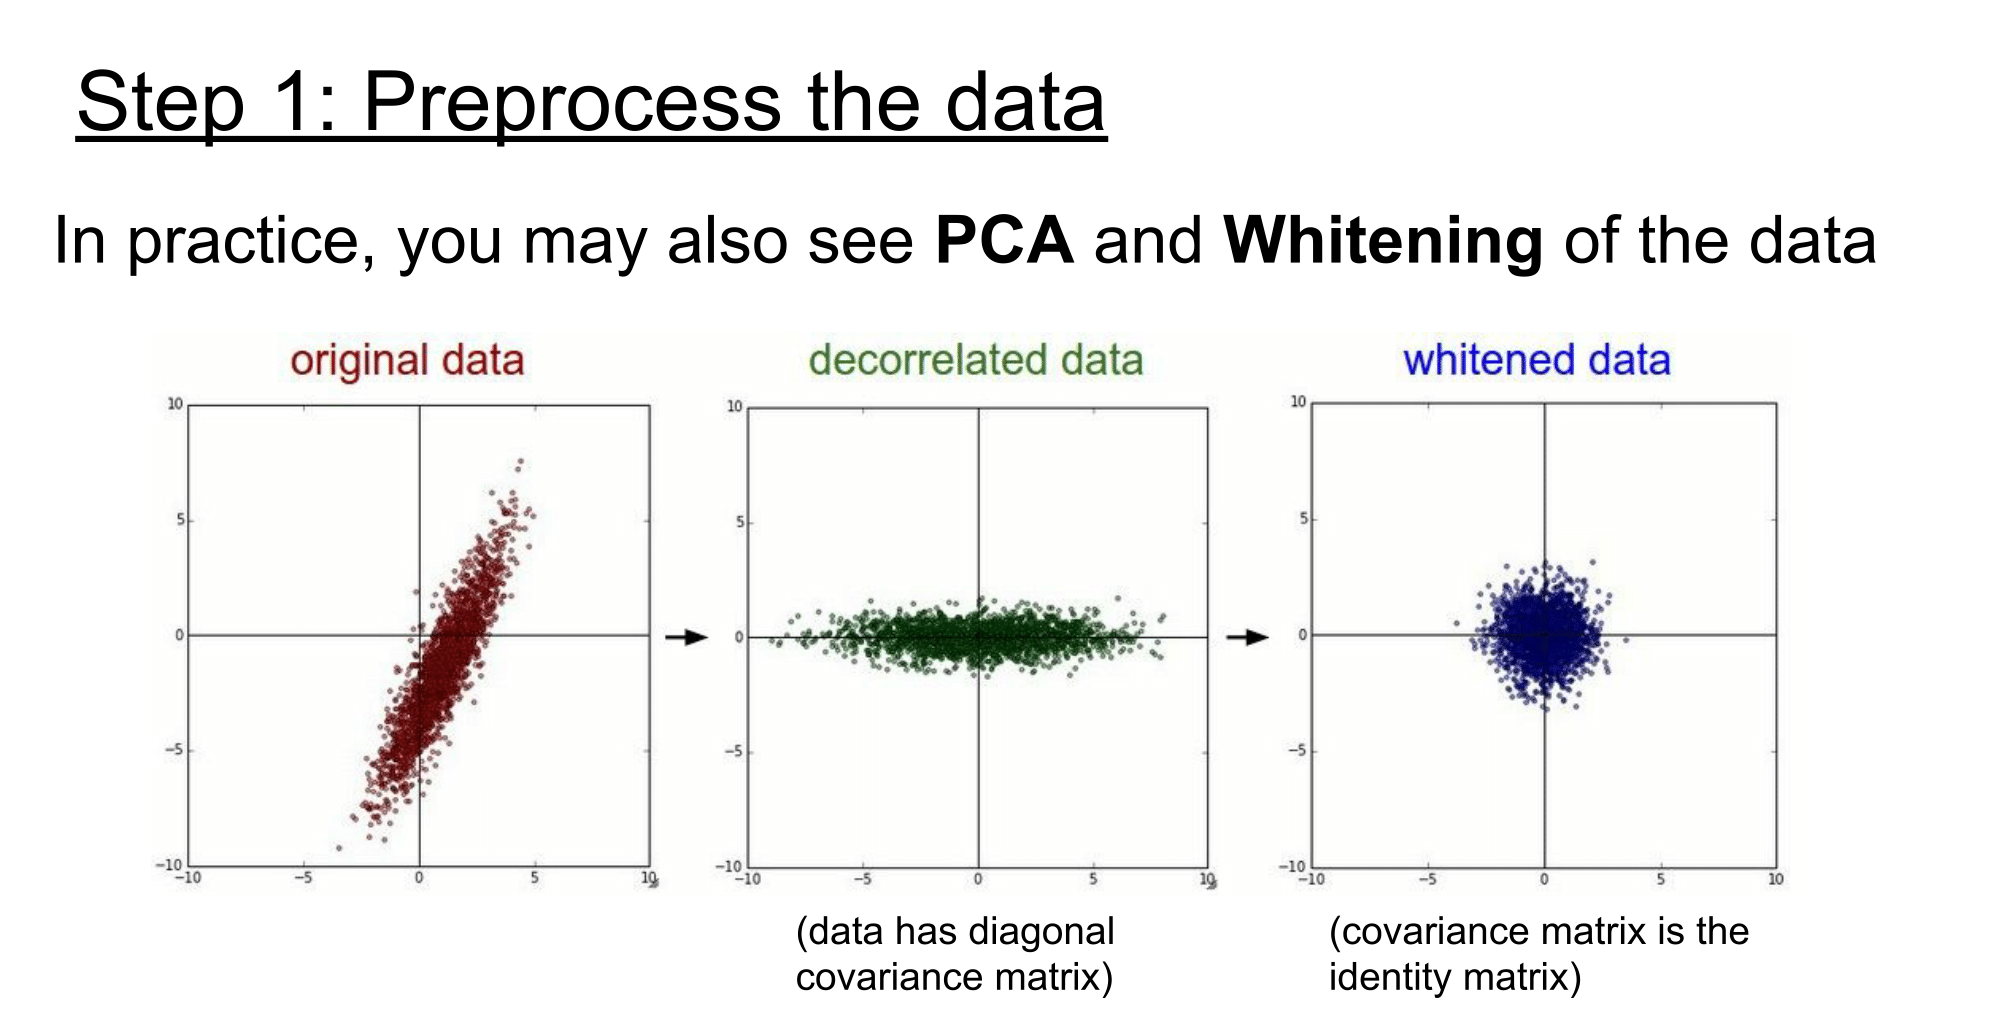 Step 1: Preprocess the data
In practice, you may also see PCA and Whitening of the data
original data
10
5
0
−5
−10
−10 −5 0 5 10
decorrelated data
10
5
0
−5
−10
−10 −5 0 5 10
(data has diagonal
covariance matrix)
whitened data
10
5
0
−5
−10
−10 −5 0 5 10
(covariance matrix is the
identity matrix)